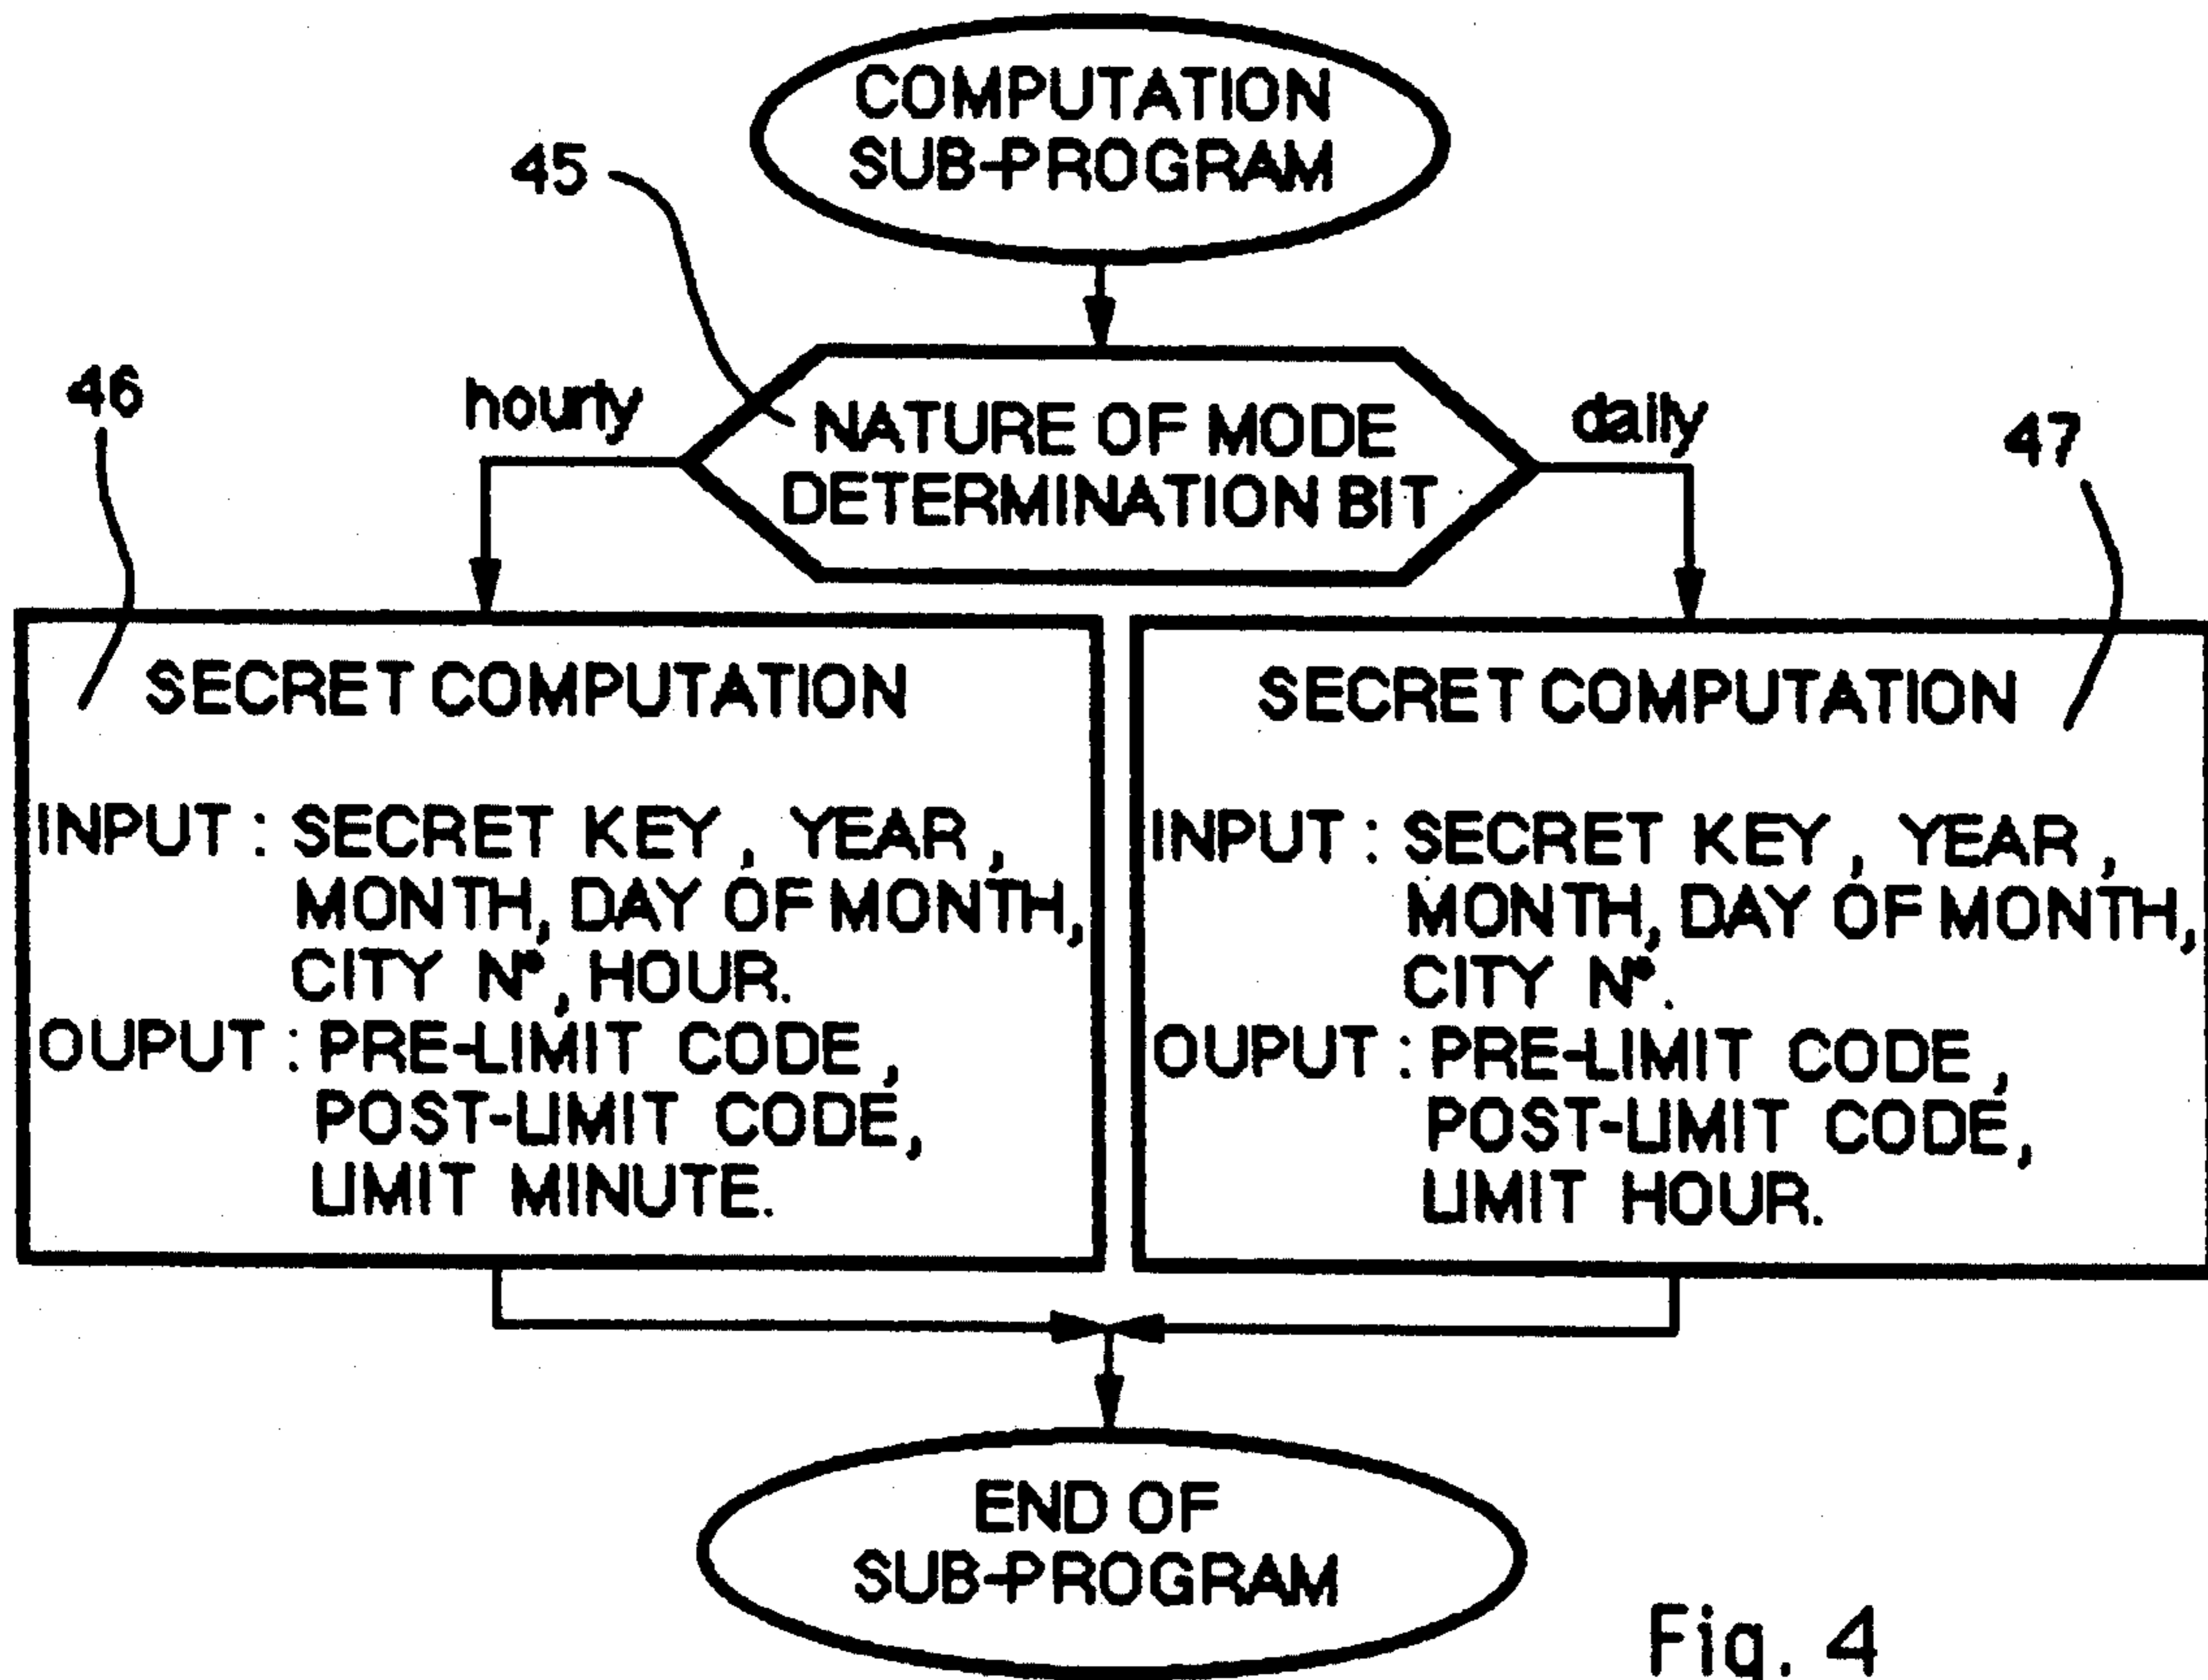 COMPUTATION
SUB-PROGRAM
45
46
hourly
NATURE OF MODE
DETERMINATION BIT
daily
47
SECRET COMPUTATION
INPUT : SECRET KEY, YEAR,
MONTH, DAY OF MONTH,
CITY N°, HOUR.
OUPUT : PRE-LIMIT CODE,
POST-LIMIT CODE,
LIMIT MINUTE.
SECRET COMPUTATION
INPUT : SECRET KEY, YEAR,
MONTH, DAY OF MONTH,
CITY N°.
OUPUT : PRE-LIMIT CODE,
POST-LIMIT CODE,
LIMIT HOUR.
END OF
SUB-PROGRAM
Fig. 4